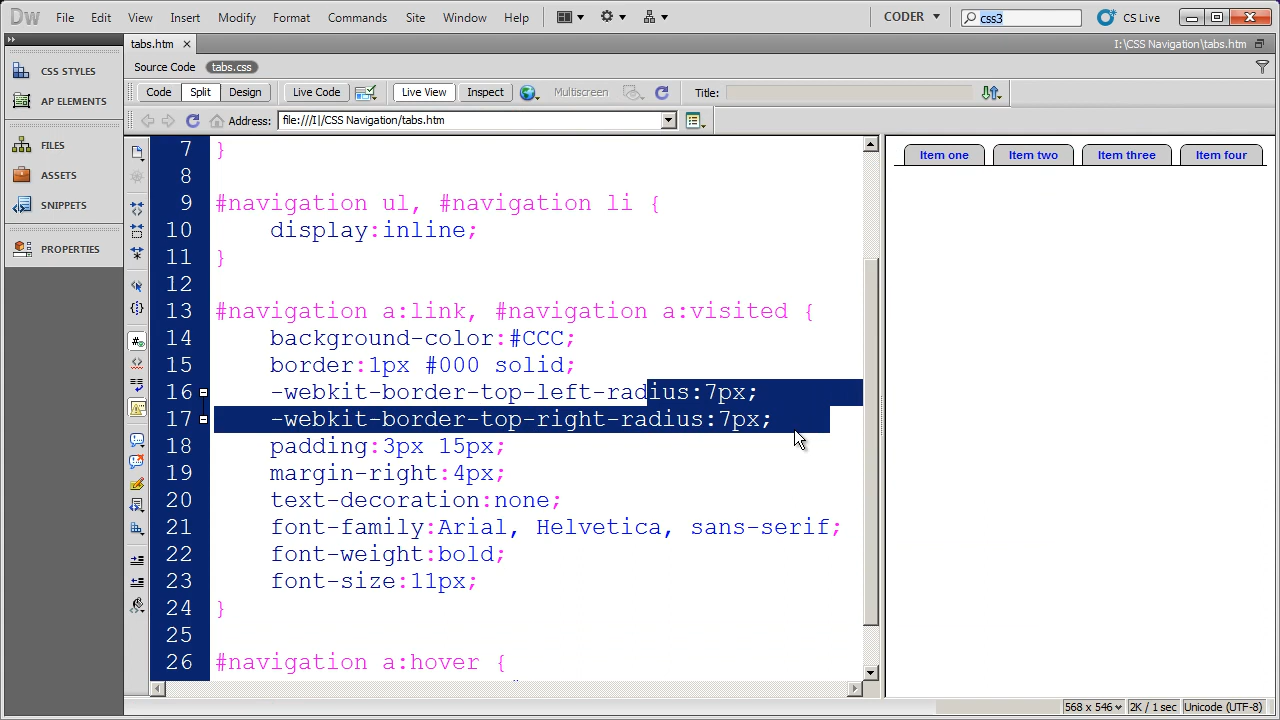 Dw File Edit View Insert Modify Format Commands Site Window Help CODER css3 CS Live
tabs.htm I:\CSS Navigation\tabs.htm
Source Code tabs.css
Code Split Design Live Code Live View Inspect Multiscreen Title:
Address: file:///I|/CSS Navigation/tabs.htm
CSS STYLES
AP ELEMENTS
FILES
ASSETS
SNIPPETS
PROPERTIES
7 }
8
9 #navigation ul, #navigation li {
10 display:inline;
11 }
12
13 #navigation a:link, #navigation a:visited {
14 background-color:#CCC;
15 border:1px #000 solid;
16 -webkit-border-top-left-radius:7px;
17 -webkit-border-top-right-radius:7px;
18 padding:3px 15px;
19 margin-right:4px;
20 text-decoration:none;
21 font-family:Arial, Helvetica, sans-serif;
22 font-weight:bold;
23 font-size:11px;
24 }
25
26 #navigation a:hover {
Item one Item two Item three Item four
568 x 546 2K / 1 sec Unicode (UTF-8)